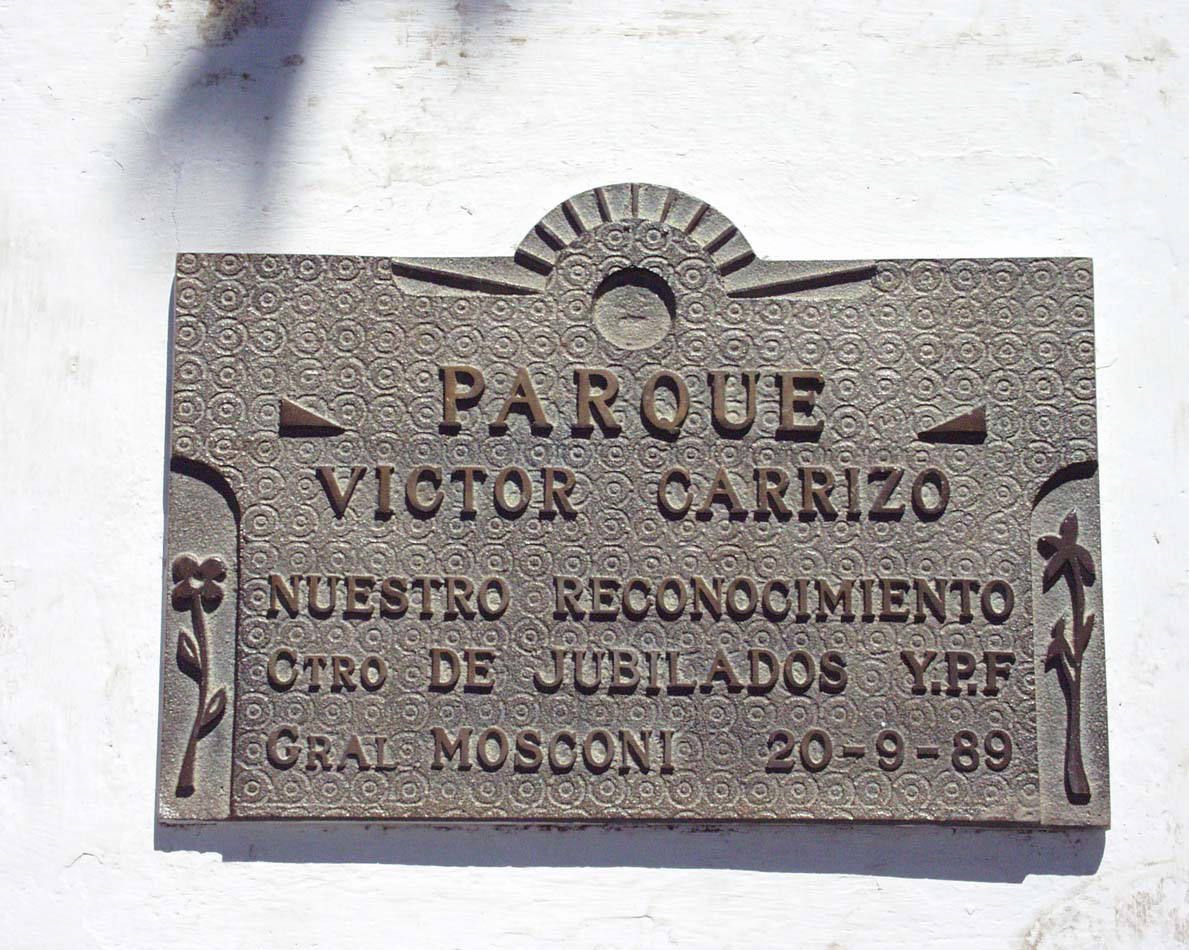 PARQUE
VICTOR CARRIZO
NUESTRO RECONOCIMIENTO
CTRO DE JUBILADOS Y.P.F
GRAL MOSCONI 20-9-89